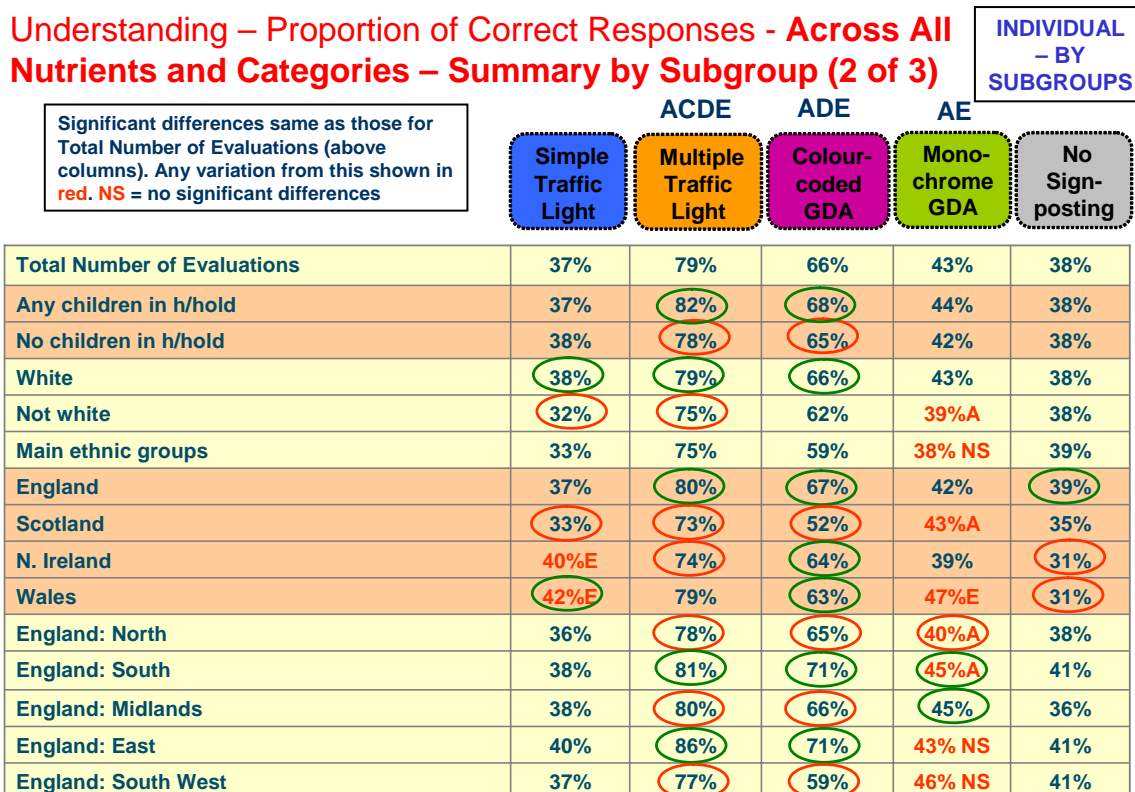 Understanding – Proportion of Correct Responses - Across All
Nutrients and Categories – Summary by Subgroup (2 of 3)
INDIVIDUAL
– BY
SUBGROUPS
Significant differences same as those for
Total Number of Evaluations (above
columns). Any variation from this shown in
red. NS = no significant differences
ACDE ADE AE
Simple
Traffic
Light
Multiple
Traffic
Light
Colour-
coded
GDA
Mono-
chrome
GDA
No
Sign-
posting
Total Number of Evaluations 37% 79% 66% 43% 38%
Any children in h/hold 37% 82% 68% 44% 38%
No children in h/hold 38% 78% 65% 42% 38%
White 38% 79% 66% 43% 38%
Not white 32% 75% 62% 39%A 38%
Main ethnic groups 33% 75% 59% 38% NS 39%
England 37% 80% 67% 42% 39%
Scotland 33% 73% 52% 43%A 35%
N. Ireland 40%E 74% 64% 39% 31%
Wales 42%E 79% 63% 47%E 31%
England: North 36% 78% 65% 40%A 38%
England: South 38% 81% 71% 45%A 41%
England: Midlands 38% 80% 66% 45% 36%
England: East 40% 86% 71% 43% NS 41%
England: South West 37% 77% 59% 46% NS 41%